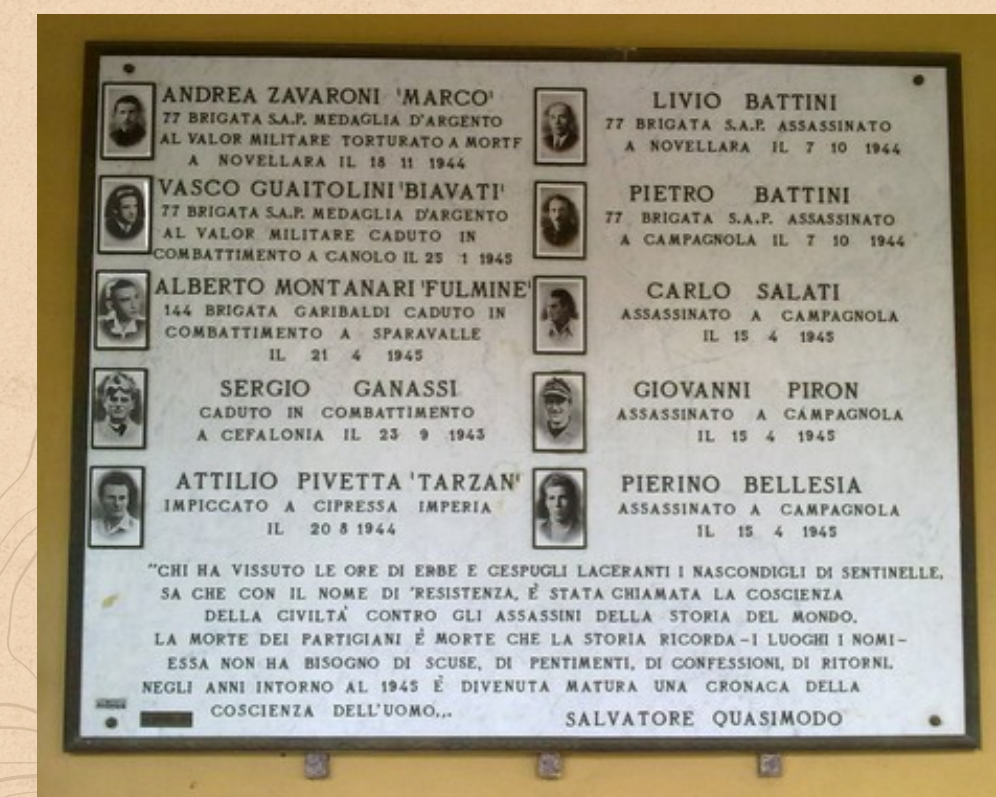 ANDREA ZAVARONI 'MARCO'
77 BRIGATA S.A.P. MEDAGLIA D'ARGENTO
AL VALOR MILITARE TORTURATO A MORTE
A NOVELLARA IL 18 11 1944
VASCO GUAITOLINI 'BIAVATI'
77 BRIGATA S.A.P. MEDAGLIA D'ARGENTO
AL VALOR MILITARE CADUTO IN
COMBATTIMENTO A CANOLO IL 25 1 1945
ALBERTO MONTANARI 'FULMINE'
144 BRIGATA GARIBALDI CADUTO IN
COMBATTIMENTO A SPARAVALLE
IL 21 4 1945
SERGIO GANASSI
CADUTO IN COMBATTIMENTO
A CEFALONIA IL 23 9 1943
ATTILIO PIVETTA 'TARZAN'
IMPICCATO A CIPRESSA IMPERIA
IL 20 8 1944
LIVIO BATTINI
77 BRIGATA S.A.P. ASSASSINATO
A NOVELLARA IL 7 10 1944
PIETRO BATTINI
77 BRIGATA S.A.P. ASSASSINATO
A CAMPAGNOLA IL 7 10 1944
CARLO SALATI
ASSASSINATO A CAMPAGNOLA
IL 15 4 1945
GIOVANNI PIRON
ASSASSINATO A CAMPAGNOLA
IL 15 4 1945
PIERINO BELLESIA
ASSASSINATO A CAMPAGNOLA
IL 15 4 1945
"CHI HA VISSUTO LE ORE DI ERBE E CESPUGLI LACERANTI I NASCONDIGLI DI SENTINELLE,
SA CHE CON IL NOME DI 'RESISTENZA, È STATA CHIAMATA LA COSCIENZA
DELLA CIVILTÀ CONTRO GLI ASSASSINI DELLA STORIA DEL MONDO.
LA MORTE DEI PARTIGIANI È MORTE CHE LA STORIA RICORDA - I LUOGHI I NOMI -
ESSA NON HA BISOGNO DI SCUSE, DI PENTIMENTI, DI CONFESSIONI, DI RITORNI.
NEGLI ANNI INTORNO AL 1945 È DIVENUTA MATURA UNA CRONACA DELLA
COSCIENZA DELL'UOMO...
SALVATORE QUASIMODO